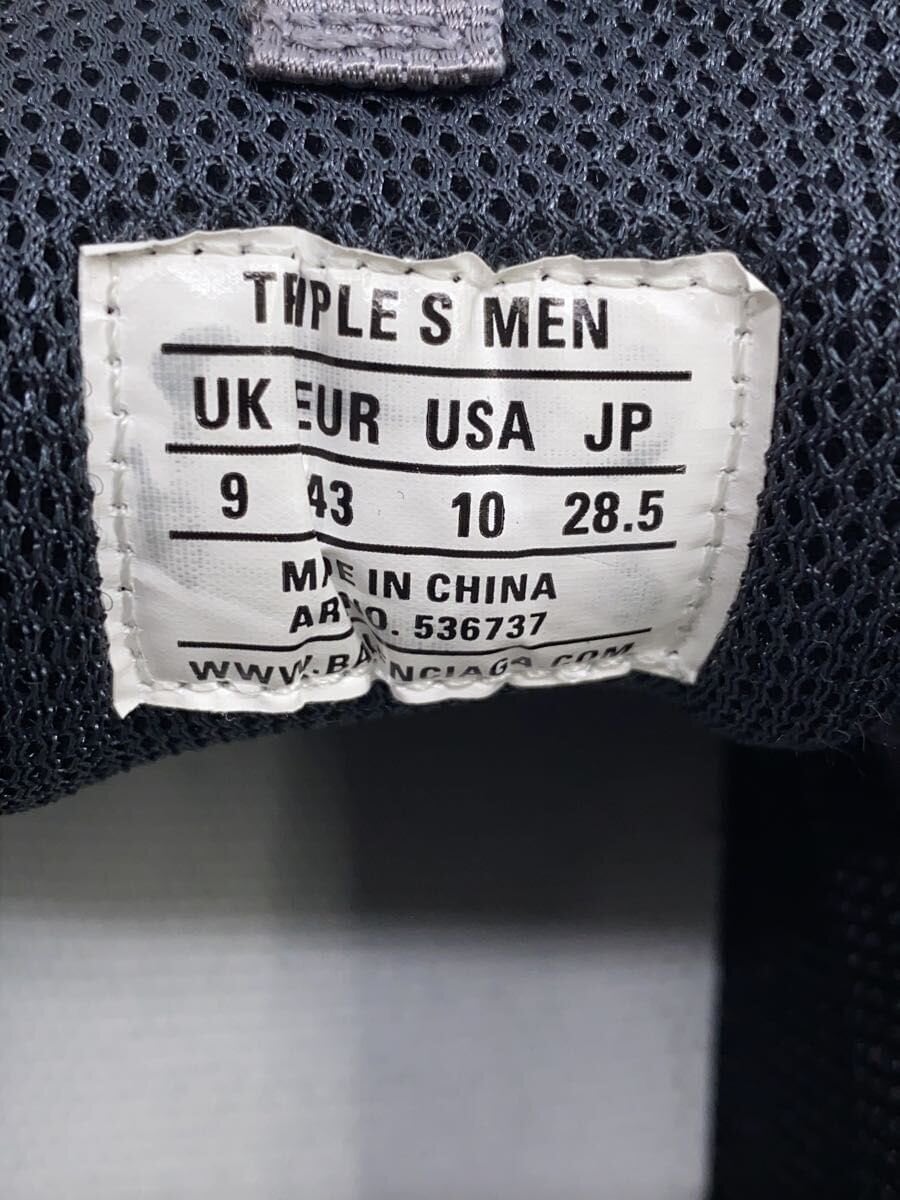 TRIPLE S MEN
UK EUR USA JP
9 43 10 28.5
MADE IN CHINA
ART NO. 536737
WWW.BALENCIAGA.COM